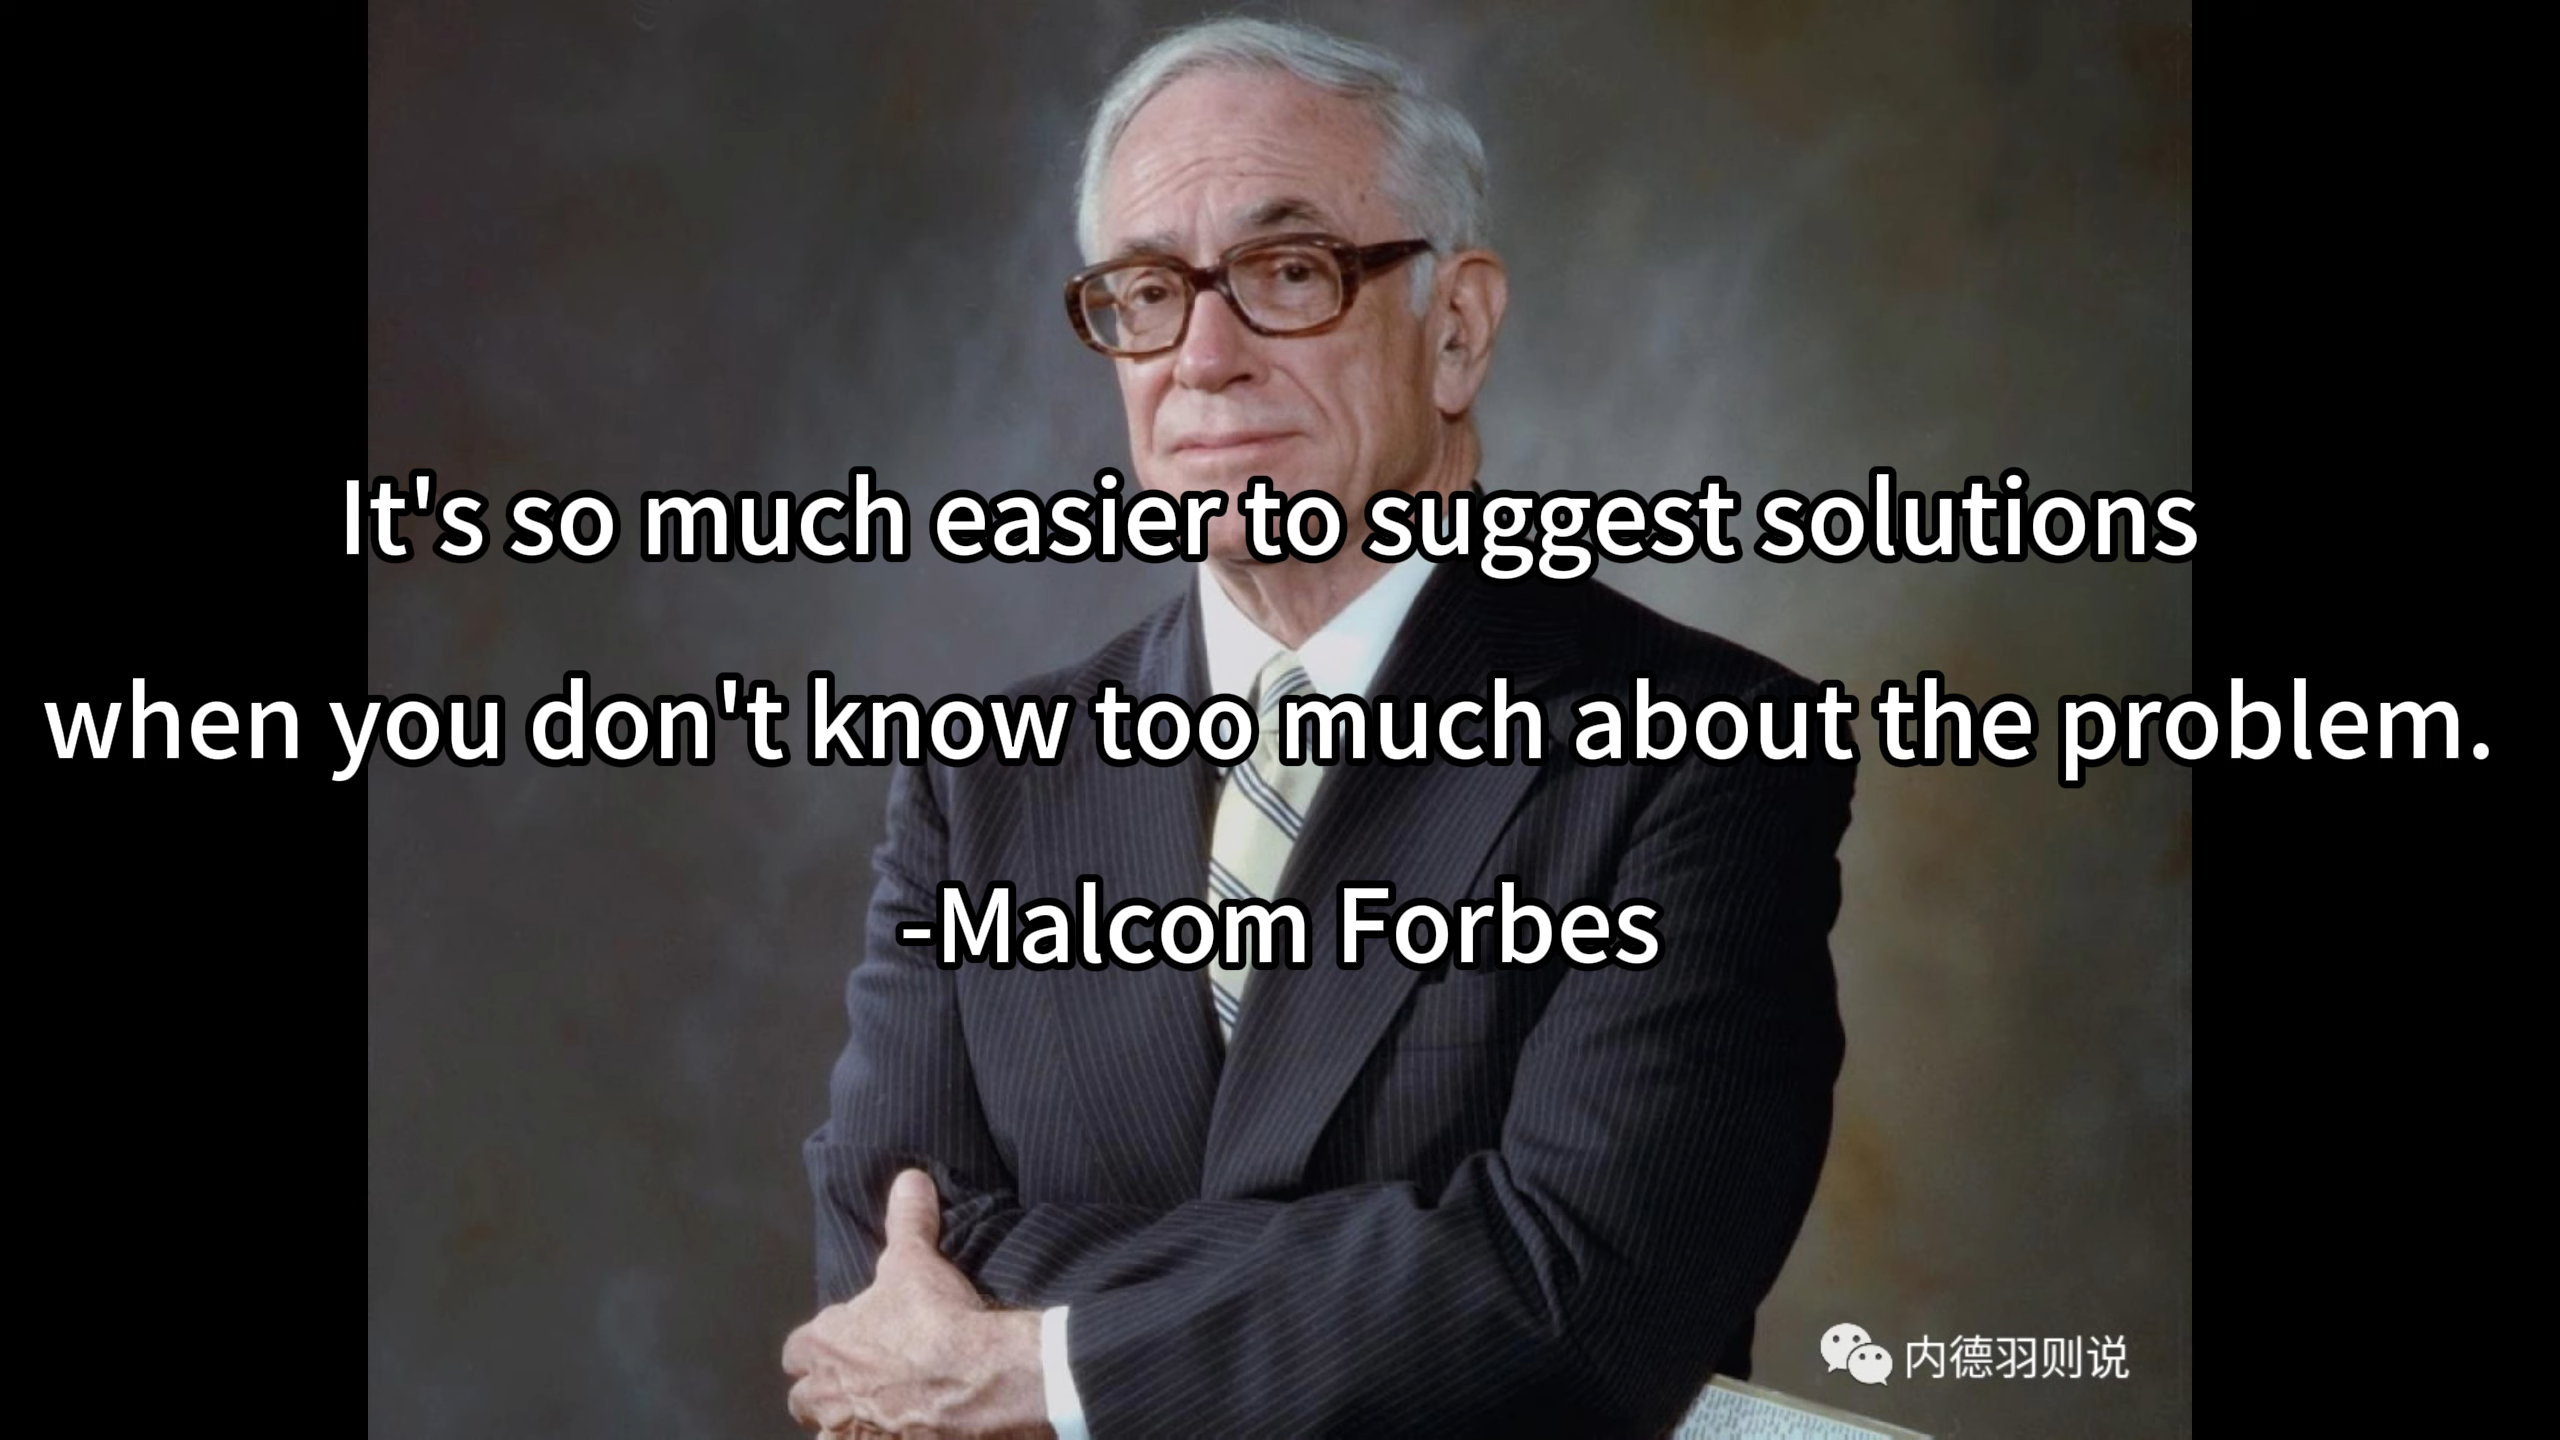 It's so much easier to suggest solutions
when you don't know too much about the problem.
-Malcom Forbes
内德羽则说